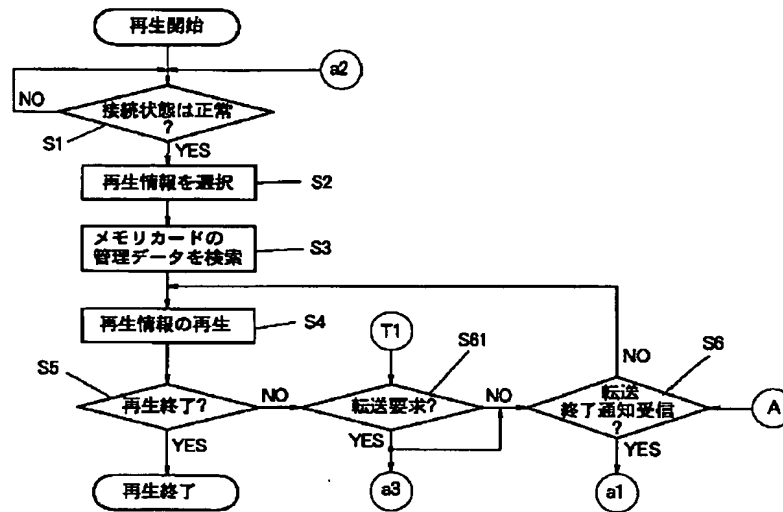 再生開始
a2
NO
接続状態は正常
?
S1
YES
再生情報を選択
S2
メモリカードの
管理データを検索
S3
再生情報の再生
S4
T1
S61
S6
NO
S5
再生終了?
NO
転送要求?
NO
転送
終了通知受信
?
A
YES
YES
YES
再生終了
a3
a1